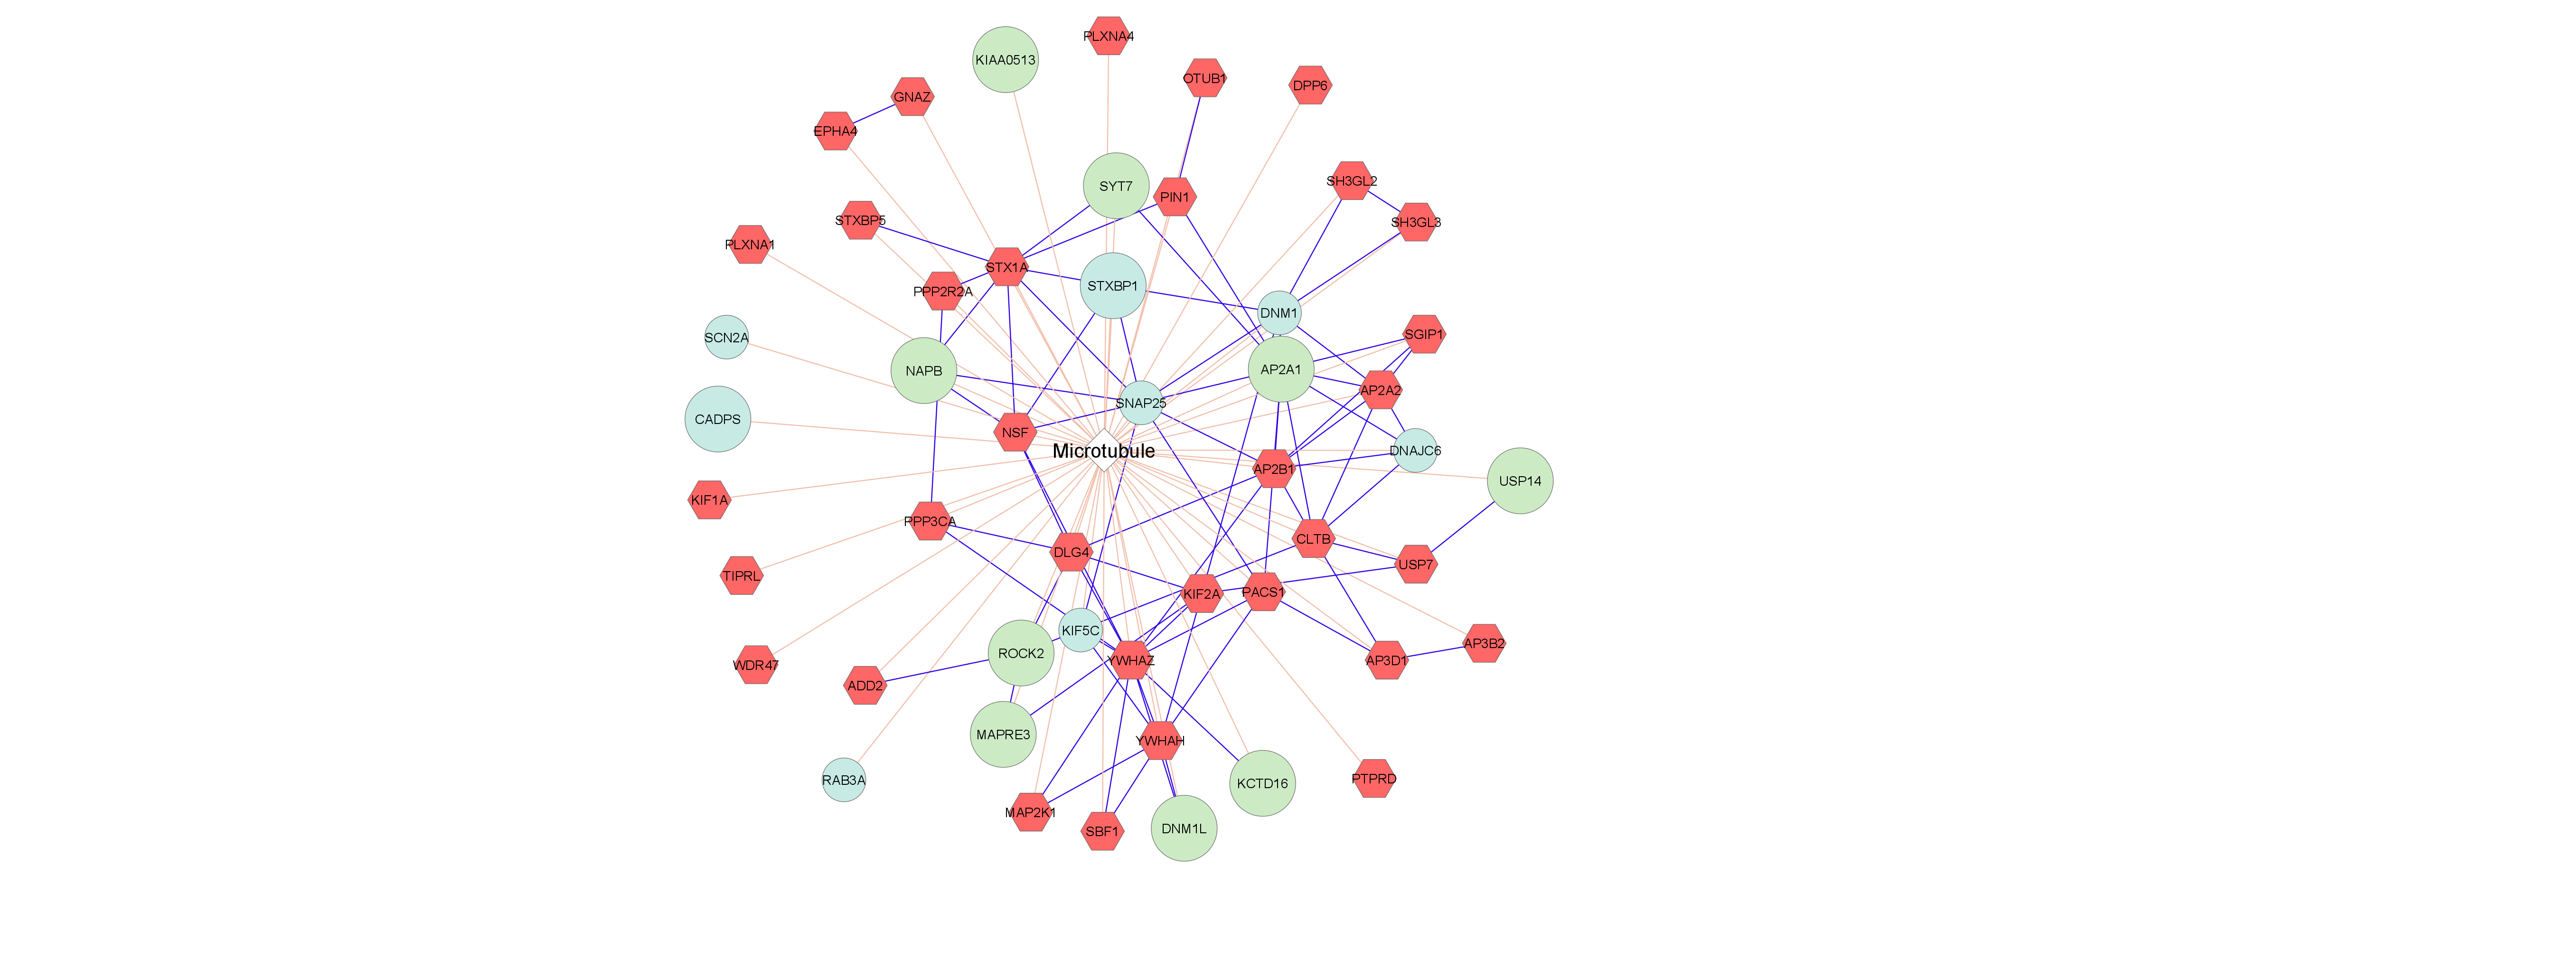 PLXNA4
KIAA0513
OTUB1
DPP6
GNAZ
EPHA4
SYT7
PIN1
SH3GL2
STXBP5
SH3GL3
PLXNA1
STX1A
PPP2R2A
STXBP1
DNM1
SCN2A
SGIP1
NAPB
AP2A1
AP2A2
SNAP25
CADPS
NSF
Microtubule
DNAJC6
AP2B1
USP14
KIF1A
PPP3CA
CLTB
DLG4
USP7
TIPRL
KIF2A
PACS1
KIF5C
AP3B2
ROCK2
YWHAZ
AP3D1
WDR47
ADD2
MAPRE3
YWHAH
RAB3A
KCTD16
PTPRD
MAP2K1
SBF1
DNM1L